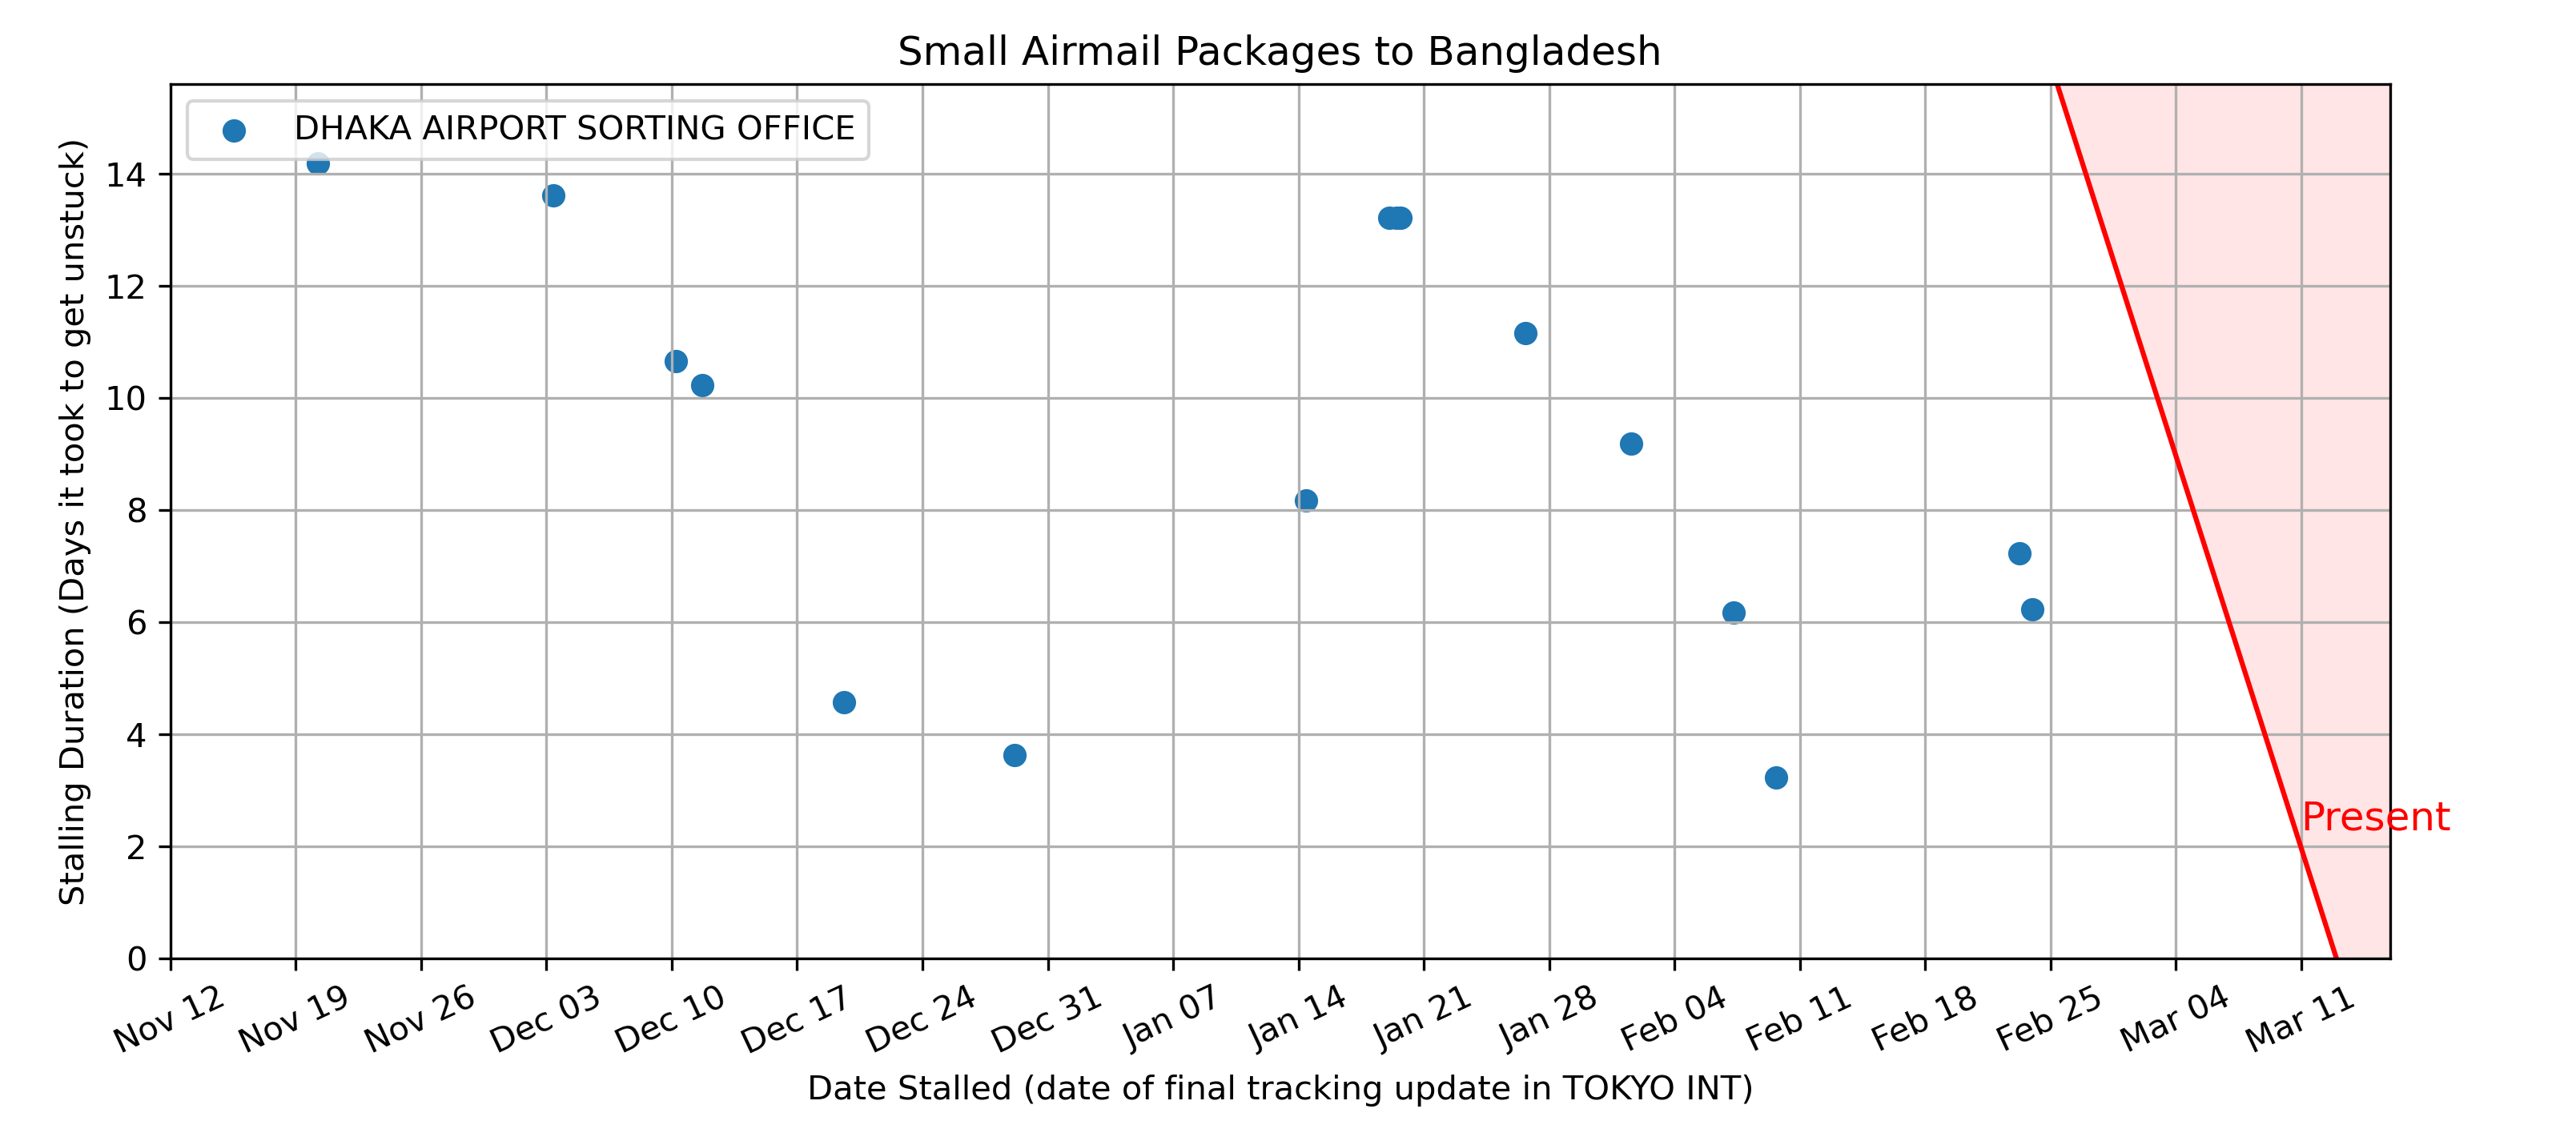 Small Airmail Packages to Bangladesh
DHAKA AIRPORT SORTING OFFICE
Stalling Duration (Days it took to get unstuck)
14
12
10
8
6
4
2
0
Present
Nov 12
Nov 19
Nov 26
Dec 03
Dec 10
Dec 17
Dec 24
Dec 31
Jan 07
Jan 14
Jan 21
Jan 28
Feb 04
Feb 11
Feb 18
Feb 25
Mar 04
Mar 11
Date Stalled (date of final tracking update in TOKYO INT)